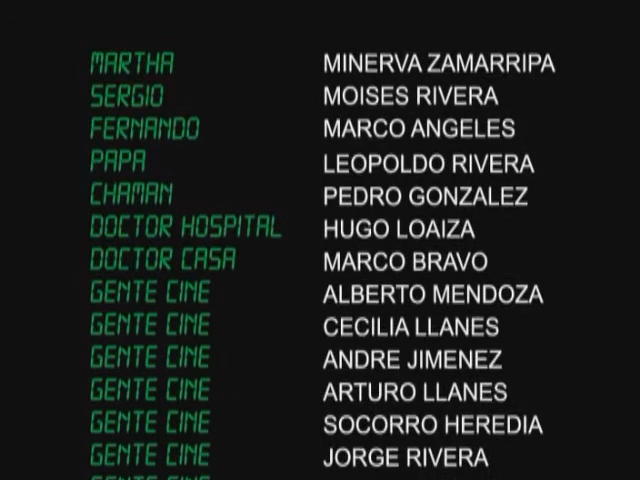 MARTHA MINERVA ZAMARRIPA
SERGIO MOISES RIVERA
FERNANDO MARCO ANGELES
PAPA LEOPOLDO RIVERA
CHAMAN PEDRO GONZALEZ
DOCTOR HOSPITAL HUGO LOAIZA
DOCTOR CASA MARCO BRAVO
GENTE CINE ALBERTO MENDOZA
GENTE CINE CECILIA LLANES
GENTE CINE ANDRE JIMENEZ
GENTE CINE ARTURO LLANES
GENTE CINE SOCORRO HEREDIA
GENTE CINE JORGE RIVERA